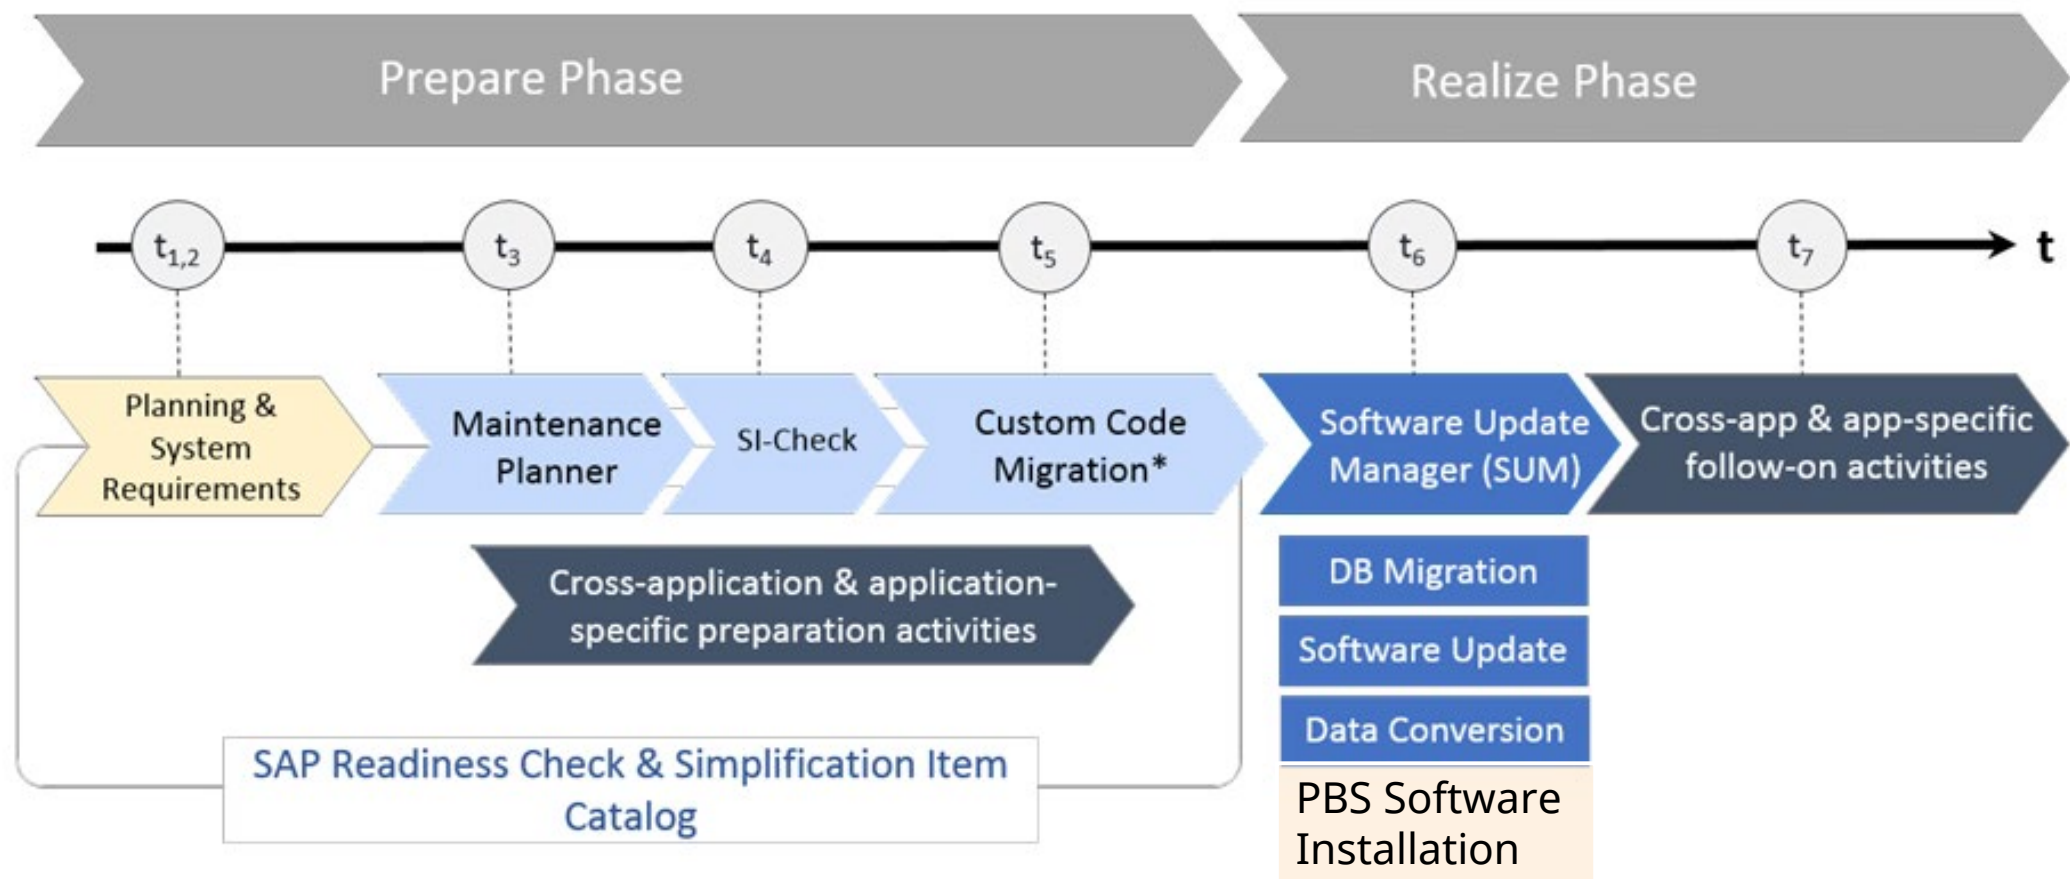 Prepare Phase
Realize Phase
t1,2
t3
t4
t5
t6
t7
t
Planning &
System
Requirements
Maintenance
Planner
SI-Check
Custom Code
Migration*
Software Update
Manager (SUM)
Cross-app & app-specific
follow-on activities
Cross-application & application-
specific preparation activities
DB Migration
Software Update
Data Conversion
PBS Software
Installation
SAP Readiness Check & Simplification Item
Catalog